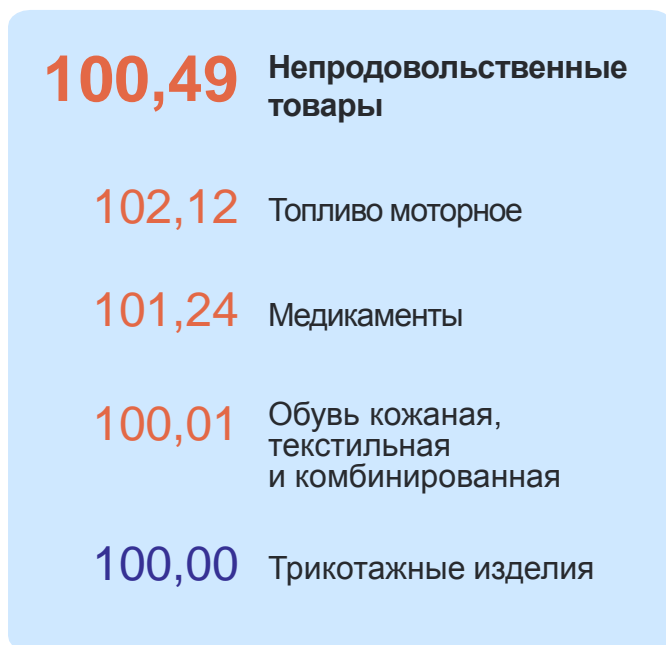 100,49 Непродовольственные
товары
102,12 Топливо моторное
101,24 Медикаменты
100,01 Обувь кожаная,
текстильная
и комбинированная
100,00 Трикотажные изделия